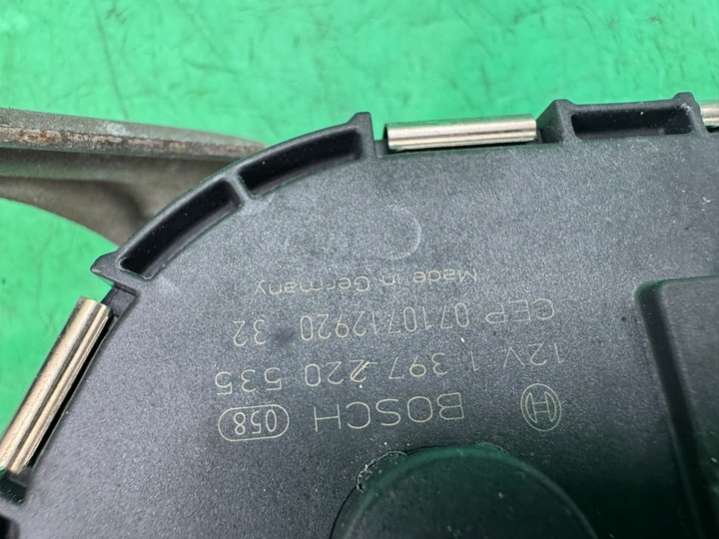 BOSCH 058
12V 1 397 220 535
CEP 0710712920 32
Made in Germany